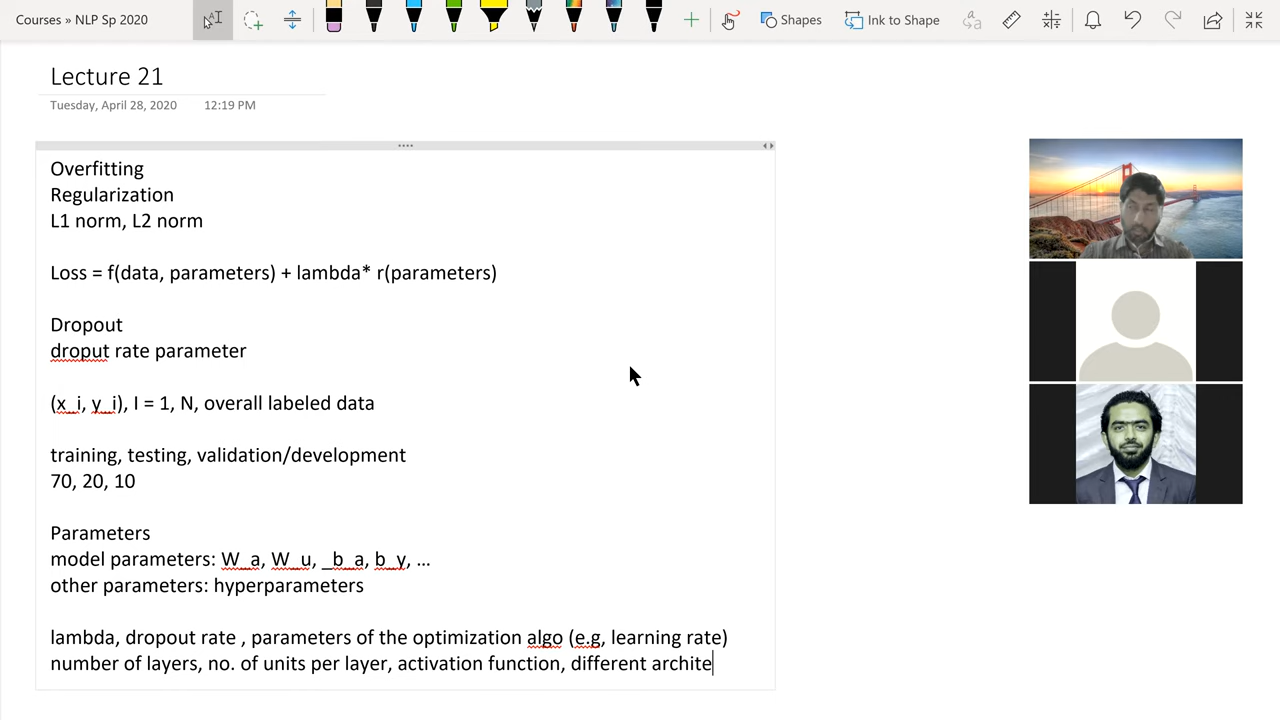 Courses » NLP Sp 2020
Shapes
Ink to Shape
Lecture 21
Tuesday, April 28, 2020 12:19 PM
Overfitting
Regularization
L1 norm, L2 norm
Loss = f(data, parameters) + lambda* r(parameters)
Dropout
droput rate parameter
(x_i, y_i), I = 1, N, overall labeled data
training, testing, validation/development
70, 20, 10
Parameters
model parameters: W_a, W_u, _b_a, b_y, ...
other parameters: hyperparameters
lambda, dropout rate , parameters of the optimization algo (e.g, learning rate)
number of layers, no. of units per layer, activation function, different archite